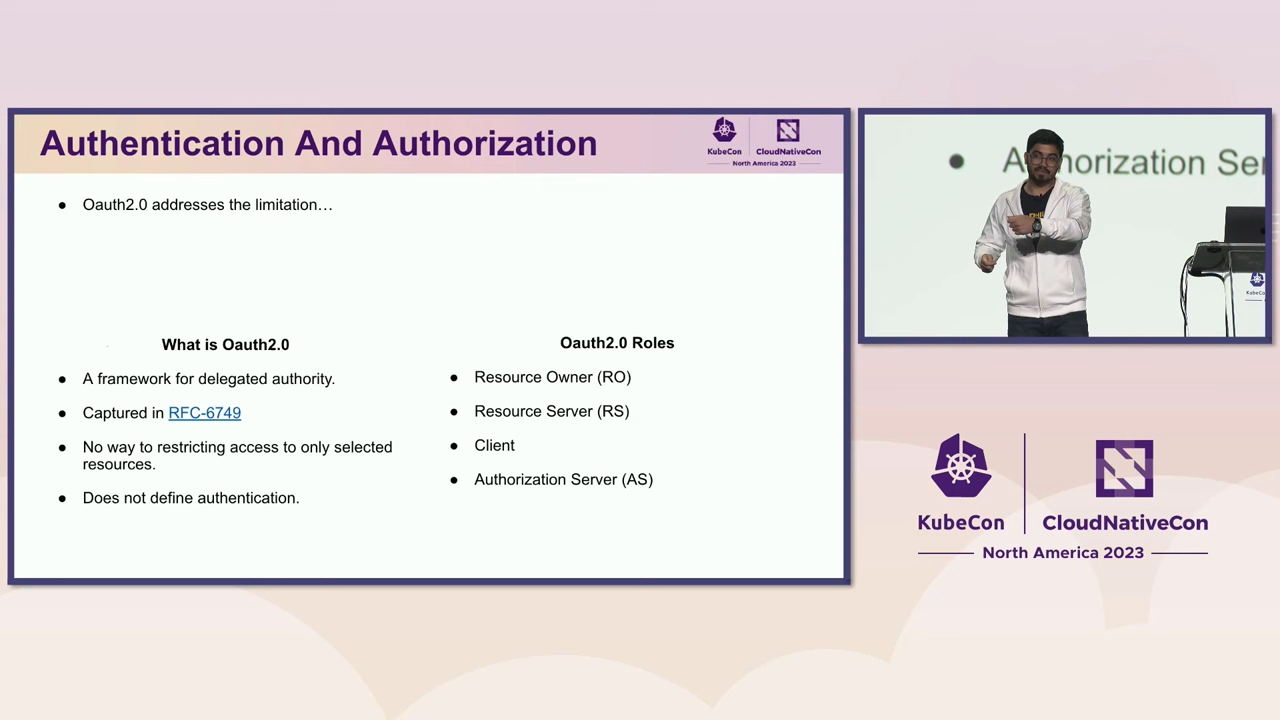 Authentication And Authorization
KubeCon
CloudNativeCon
North America 2023
● Oauth2.0 addresses the limitation…
What is Oauth2.0
● A framework for delegated authority.
● Captured in RFC-6749
● No way to restricting access to only selected
resources.
● Does not define authentication.
Oauth2.0 Roles
● Resource Owner (RO)
● Resource Server (RS)
● Client
● Authorization Server (AS)
KubeCon
CloudNativeCon
North America 2023